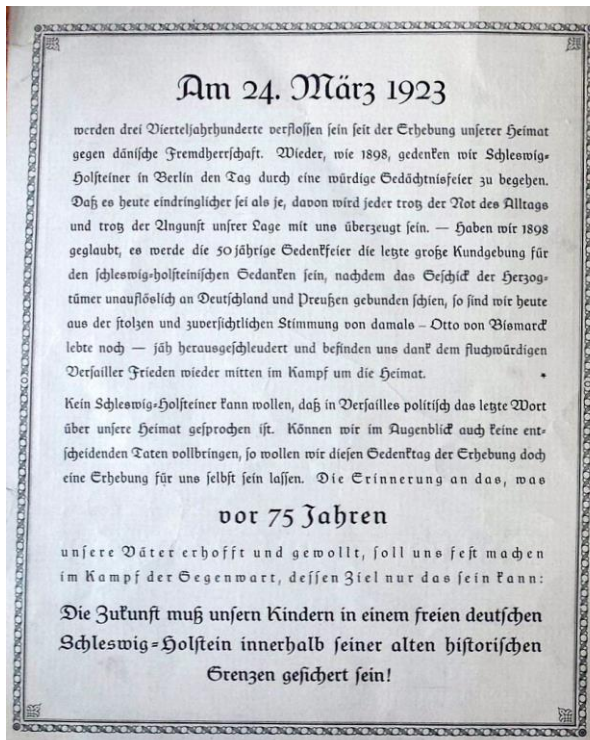 Am 24. März 1923
werden drei Vierteljahrhunderte verflossen sein seit der Erhebung unserer Heimat
gegen dänische Fremdherrschaft. Wieder, wie 1898, gedenken wir Schleswig-
Holsteiner in Berlin den Tag durch eine würdige Gedächtnisfeier zu begehen.
Daß es heute eindringlicher sei als je, davon wird jeder trotz der Not des Alltags
und trotz der Ungunst unsrer Lage mit uns überzeugt sein. — Haben wir 1898
geglaubt, es werde die 50jährige Gedenkfeier die letzte große Kundgebung für
den schleswig-holsteinischen Gedanken sein, nachdem das Geschick der Herzog-
tümer unauflöslich an Deutschland und Preußen gebunden schien, so sind wir heute
aus der stolzen und zuversichtlichen Stimmung von damals – Otto von Bismarck
lebte noch — jäh herausgeschleudert und befinden uns dank dem fluchwürdigen
Versailler Frieden wieder mitten im Kampf um die Heimat.
Kein Schleswig-Holsteiner kann wollen, daß in Versailles politisch das letzte Wort
über unsere Heimat gesprochen ist. Können wir im Augenblick auch keine ent-
scheidenden Taten vollbringen, so wollen wir diesen Gedenktag der Erhebung doch
eine Erhebung für uns selbst sein lassen. Die Erinnerung an das, was
vor 75 Jahren
unsere Väter erhofft und gewollt, soll uns fest machen
im Kampf der Gegenwart, dessen Ziel nur das sein kann:
Die Zukunft muß unsern Kindern in einem freien deutschen
Schleswig-Holstein innerhalb seiner alten historischen
Grenzen gesichert sein!